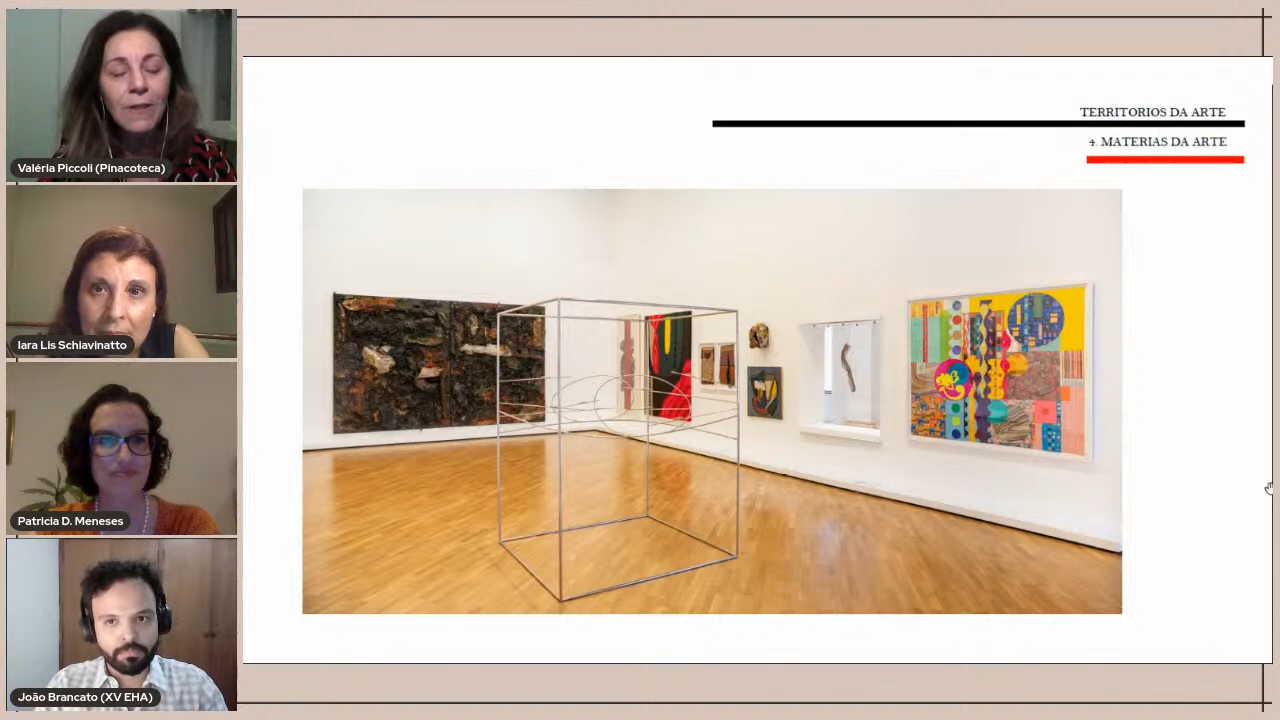 Valéria Piccoli (Pinacoteca)
Iara Lis Schiavinatto
Patricia D. Meneses
João Brancato (XV EHA)
TERRITORIOS DA ARTE
4. MATERIAS DA ARTE